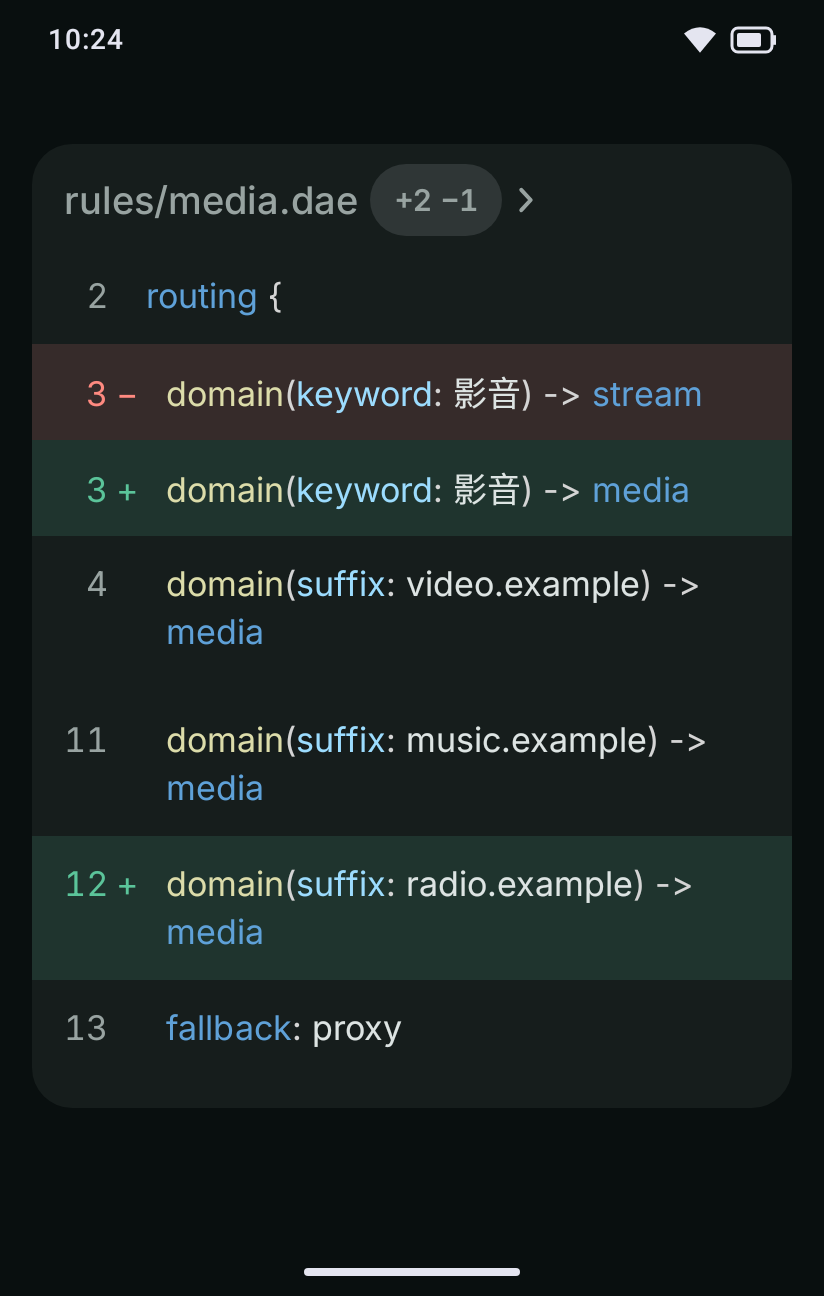 10:24
rules/media.dae +2 −1
2 routing {
3 − domain(keyword: 影音) -> stream
3 + domain(keyword: 影音) -> media
4 domain(suffix: video.example) ->
media
11 domain(suffix: music.example) ->
media
12 + domain(suffix: radio.example) ->
media
13 fallback: proxy